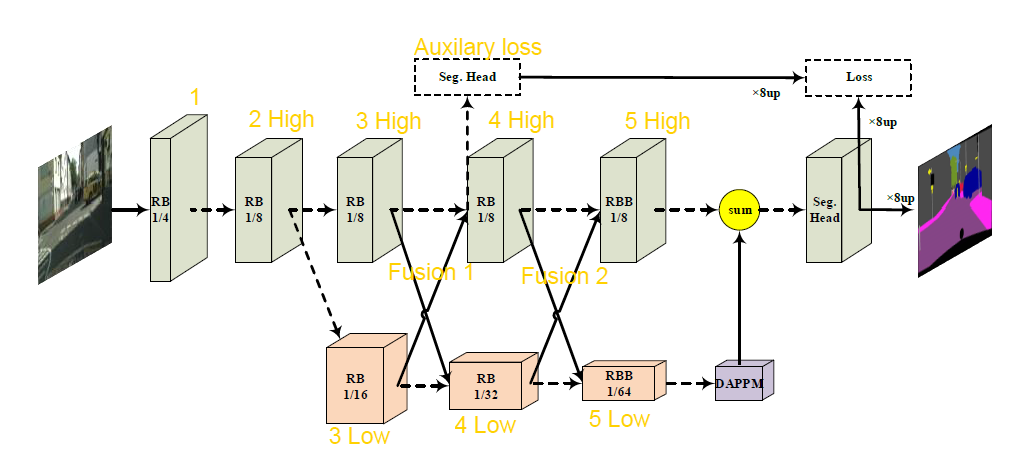 Auxilary loss
Seg. Head
Loss
×8up
×8up
1
2 High
3 High
4 High
5 High
RB
1/4
RB
1/8
RB
1/8
RB
1/8
RBB
1/8
sum
Seg.
Head
×8up
Fusion 1
Fusion 2
RB
1/16
RB
1/32
RBB
1/64
DAPPM
3 Low
4 Low
5 Low